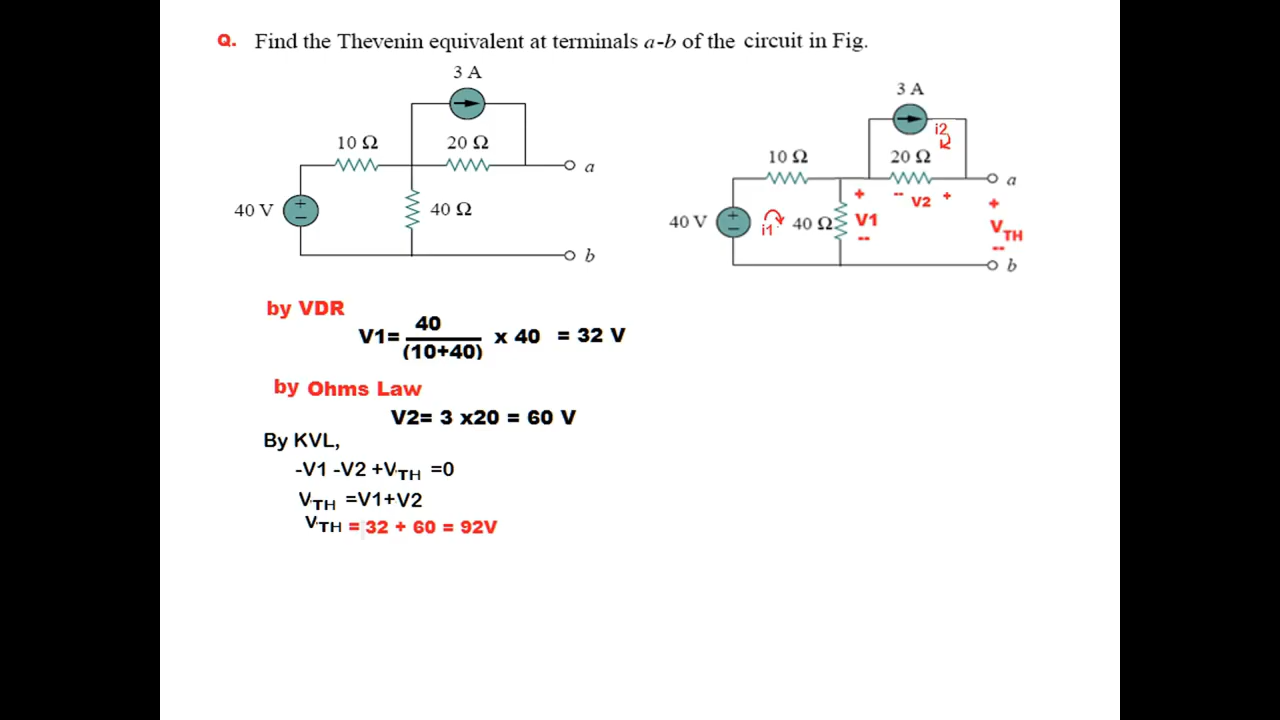 Q. Find the Thevenin equivalent at terminals a-b of the circuit in Fig.
3 A
10 Ω
20 Ω
a
40 V
+
−
40 Ω
b
3 A
i2
10 Ω
20 Ω
a
-- V2 +
40 V
+
−
i1
40 Ω
+
V1
--
+
VTH
--
b
by VDR
V1= 40/(10+40) x 40 = 32 V
by Ohms Law
V2= 3 x20 = 60 V
By KVL,
-V1 -V2 +VTH =0
VTH =V1+V2
VTH = 32 + 60 = 92V